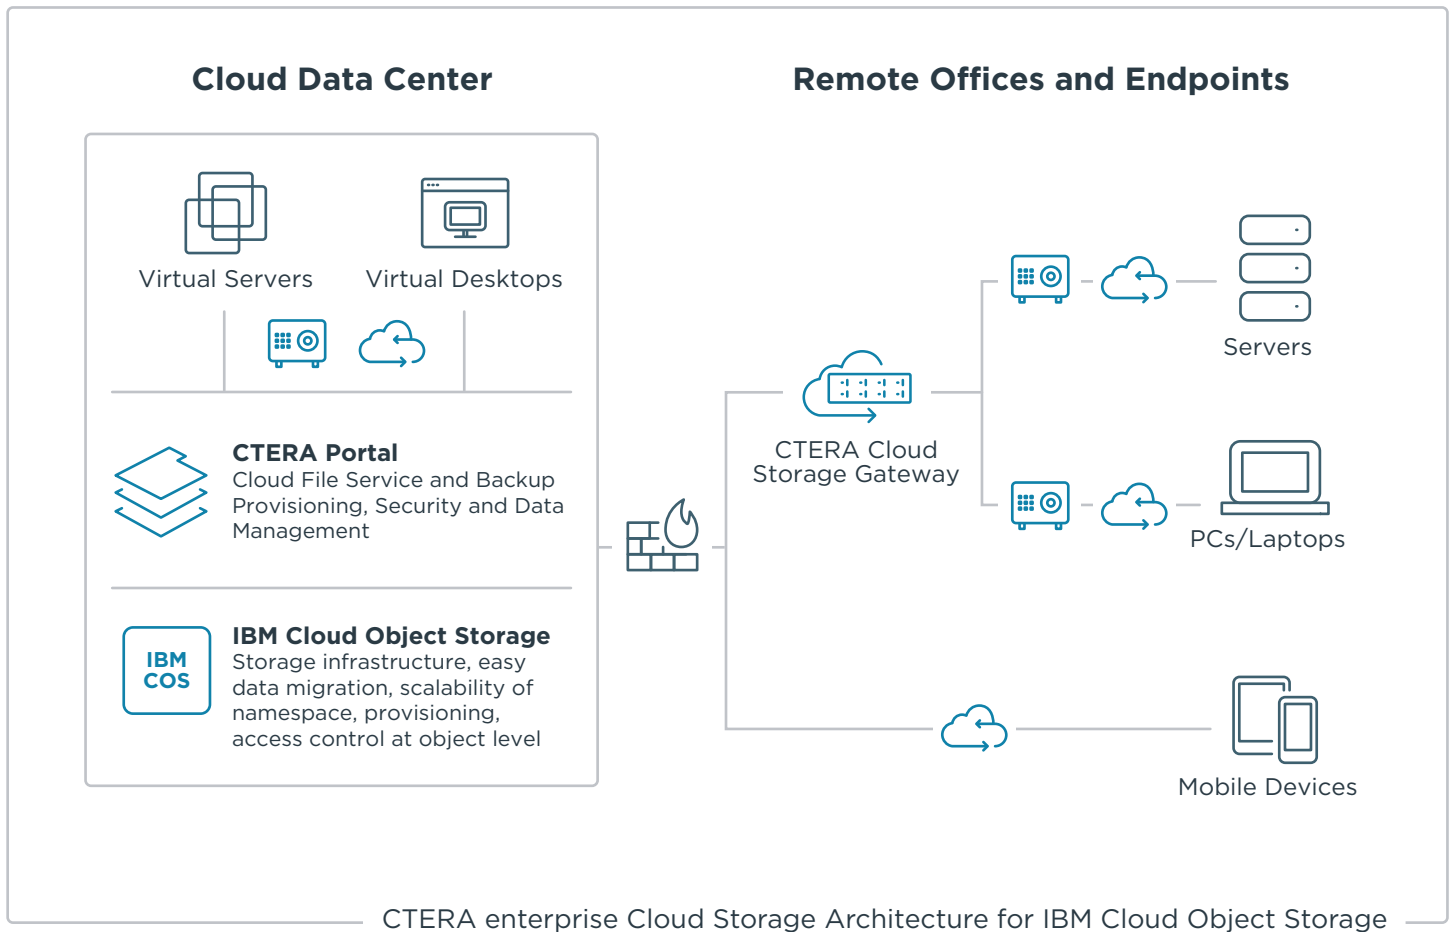 Cloud Data Center
Virtual Servers
Virtual Desktops
CTERA Portal
Cloud File Service and Backup
Provisioning, Security and Data
Management
IBM
COS
IBM Cloud Object Storage
Storage infrastructure, easy
data migration, scalability of
namespace, provisioning,
access control at object level
Remote Offices and Endpoints
CTERA Cloud
Storage Gateway
Servers
PCs/Laptops
Mobile Devices
CTERA enterprise Cloud Storage Architecture for IBM Cloud Object Storage